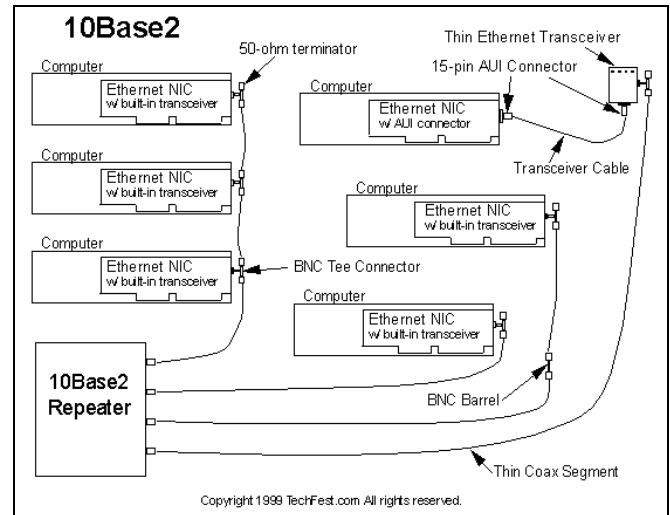 10Base2
50-ohm terminator
Thin Ethernet Transceiver
15-pin AUI Connector
Computer
Ethernet NIC
w/ built-in transceiver
Computer
Ethernet NIC
w/ AUI connector
Transceiver Cable
Computer
Ethernet NIC
w/ built-in transceiver
Computer
Ethernet NIC
w/ built-in transceiver
Computer
Ethernet NIC
w/ built-in transceiver
BNC Tee Connector
Computer
Ethernet NIC
w/ built-in transceiver
10Base2
Repeater
BNC Barrel
Thin Coax Segment
Copyright 1999 TechFest.com All rights reserved.